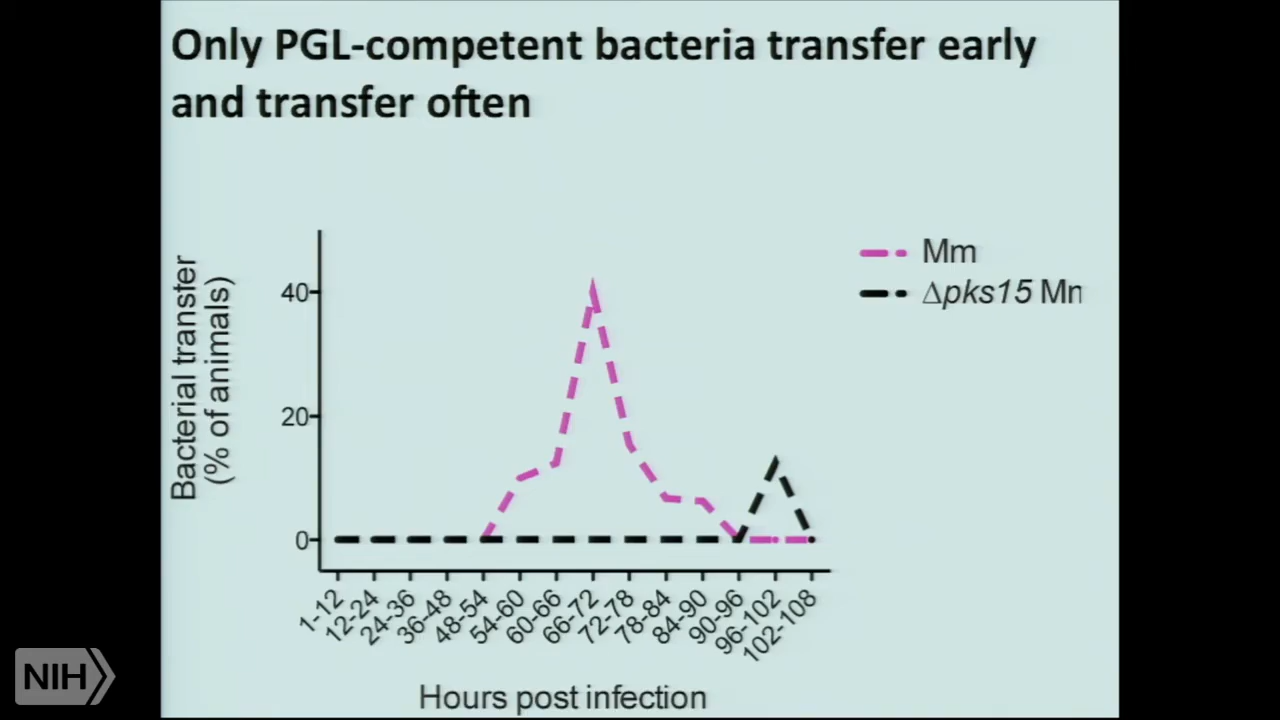 Only PGL-competent bacteria transfer early
and transfer often
Bacterial transfer
(% of animals)
40
20
0
Mm
Δpks15 Mm
1-12
12-24
24-36
36-48
48-54
54-60
60-66
66-72
72-78
78-84
84-90
90-96
96-102
102-108
Hours post infection
NIH